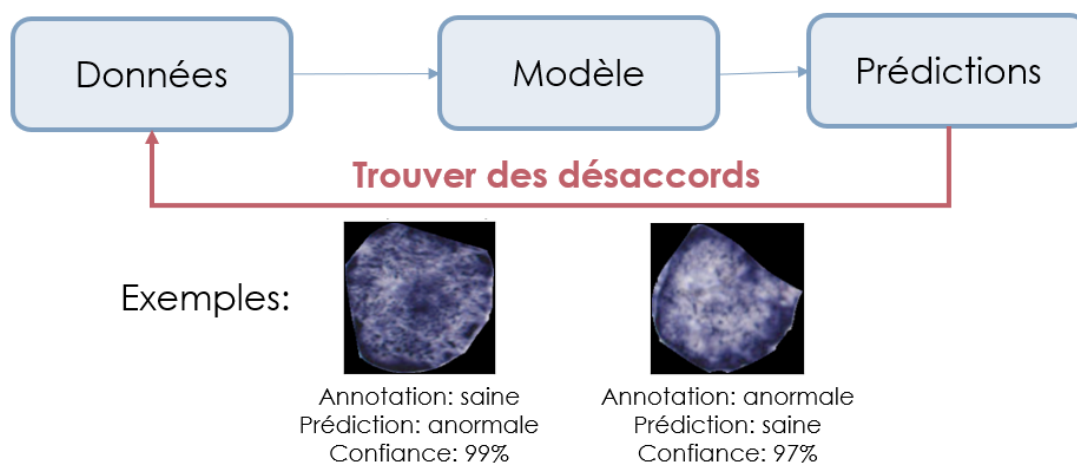 Données
Modèle
Prédictions
Trouver des désaccords
Exemples:
Annotation: saine
Prédiction: anormale
Confiance: 99%
Annotation: anormale
Prédiction: saine
Confiance: 97%